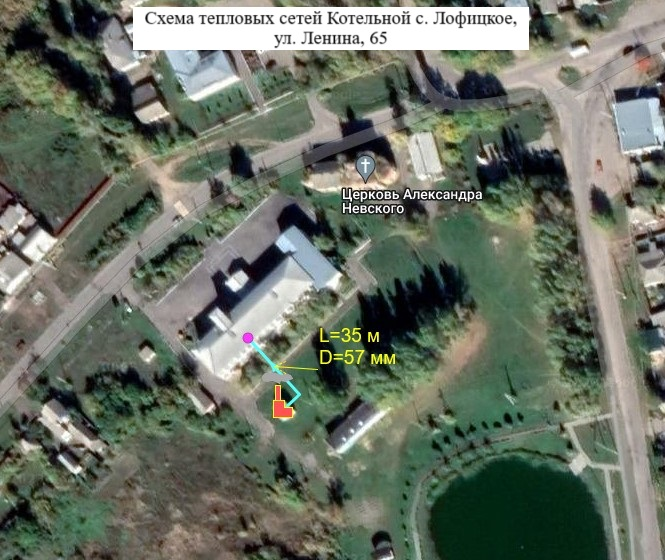 Схема тепловых сетей Котельной с. Лофицкое,
ул. Ленина, 65
Церковь Александра
Невского
L=35 м
D=57 мм